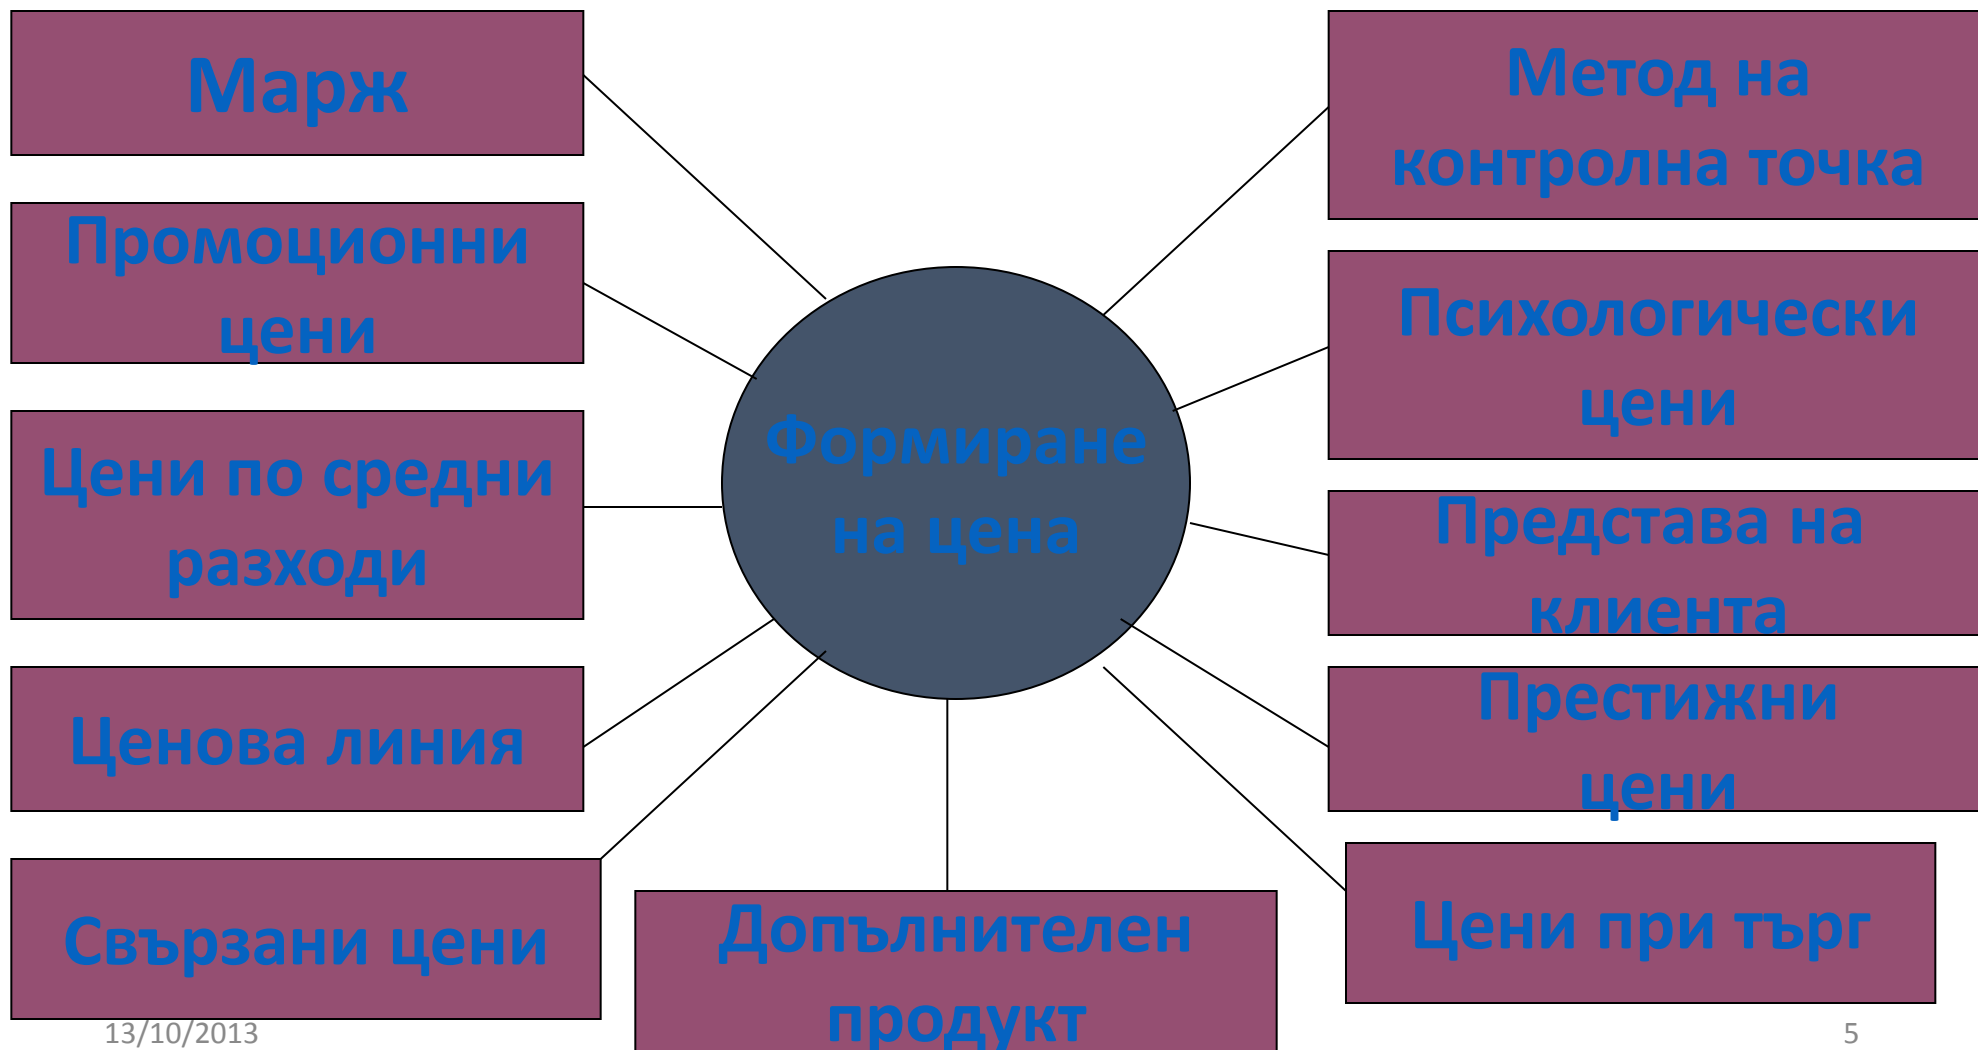 Марж
Промоционни
цени
Цени по средни
разходи
Ценова линия
Свързани цени
Формиране
на цена
Допълнителен
продукт
Метод на
контролна точка
Психологически
цени
Представа на
клиента
Престижни
цени
Цени при търг
13/10/2013
5